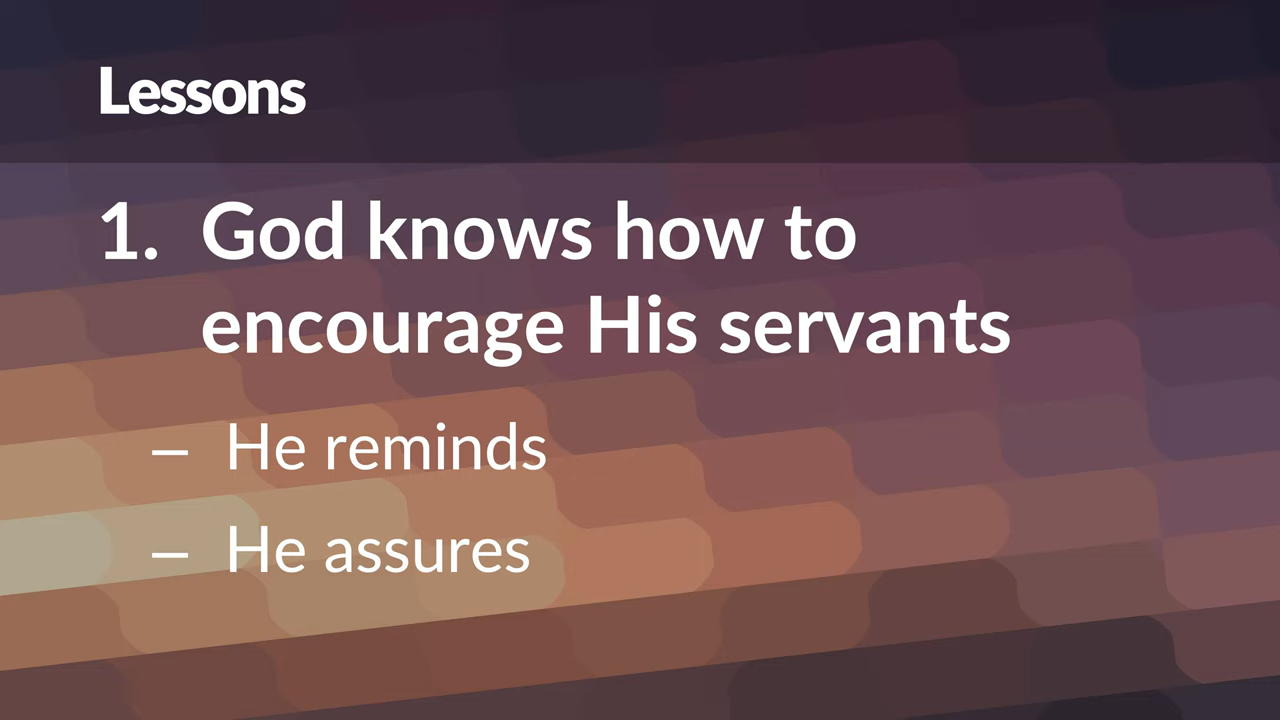 Lessons
1. God knows how to
encourage His servants
– He reminds
– He assures